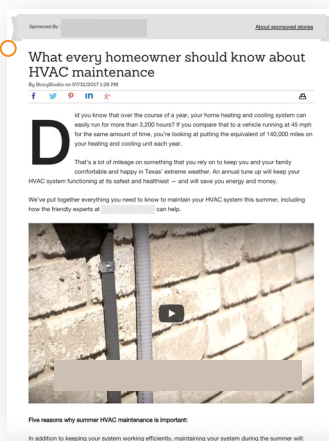 Sponsored By:
About sponsored stories
What every homeowner should know about
HVAC maintenance
By StoryStudio on 07/31/2017 1:26 PM
D
id you know that over the course of a year, your home heating and cooling system can
easily run for more than 3,200 hours? If you compare that to a vehicle running at 45 mph
for the same amount of time, you're looking at putting the equivalent of 140,000 miles on
your heating and cooling unit each year.
That's a lot of mileage on something that you rely on to keep you and your family
comfortable and happy in Texas' extreme weather. An annual tune up will keep your
HVAC system functioning at its safest and healthiest — and will save you energy and money.
We've put together everything you need to know to maintain your HVAC system this summer, including
how the friendly experts at can help.
Five reasons why summer HVAC maintenance is important:
In addition to keeping your system working efficiently, maintaining your system during the summer will: